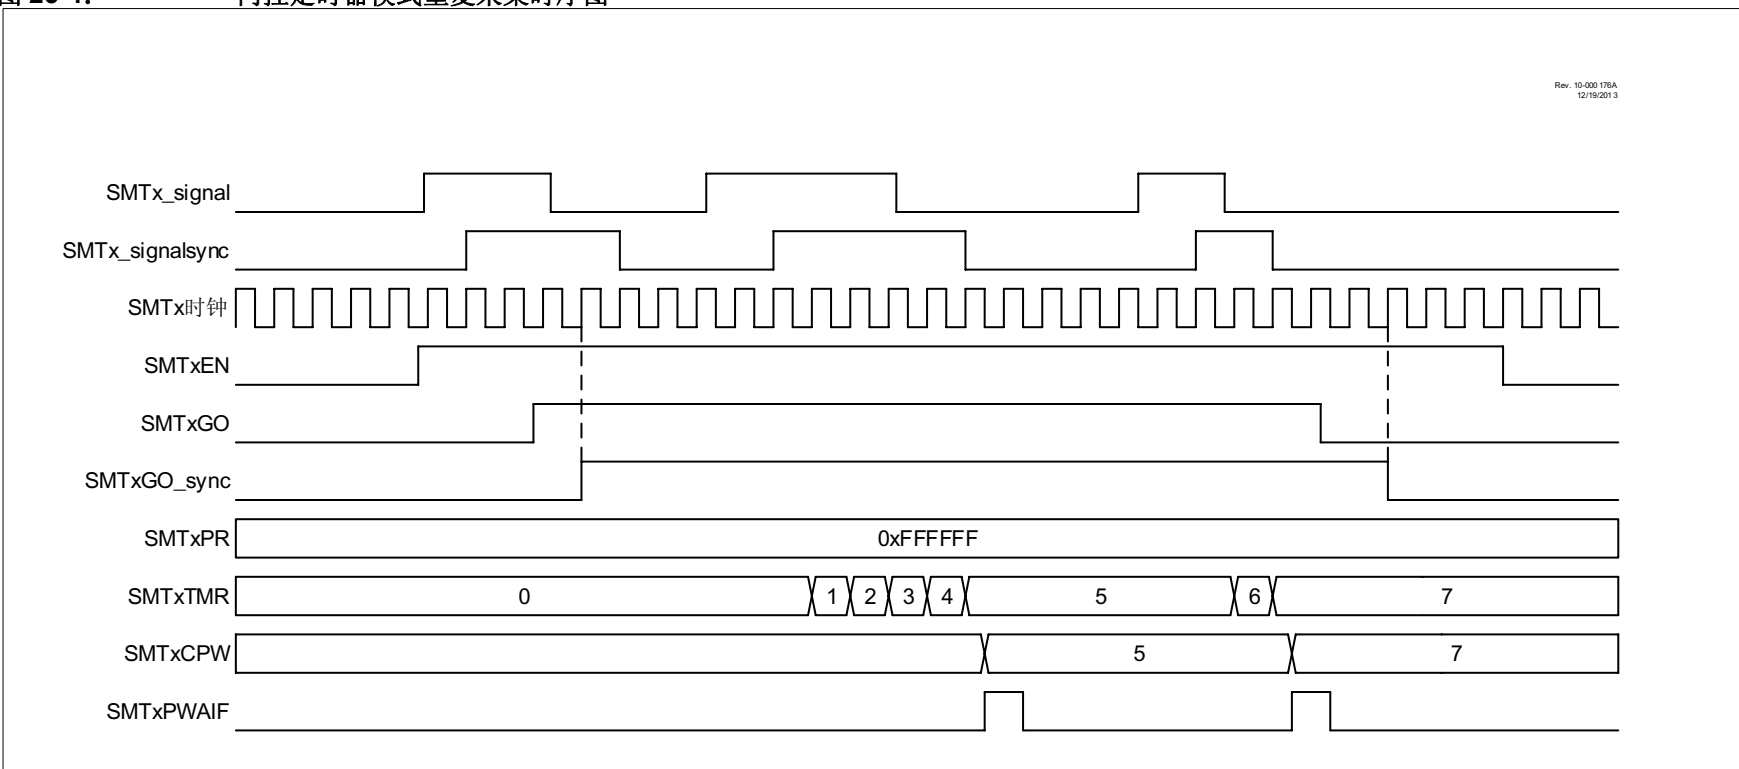 Rev. 10-000 176A
12/19/201 3
SMTx_signal
SMTx_signalsync
SMTx时钟
SMTxEN
SMTxGO
SMTxGO_sync
SMTxPR 0xFFFFFF
SMTxTMR 0 1 2 3 4 5 6 7
SMTxCPW 5 7
SMTxPWAIF